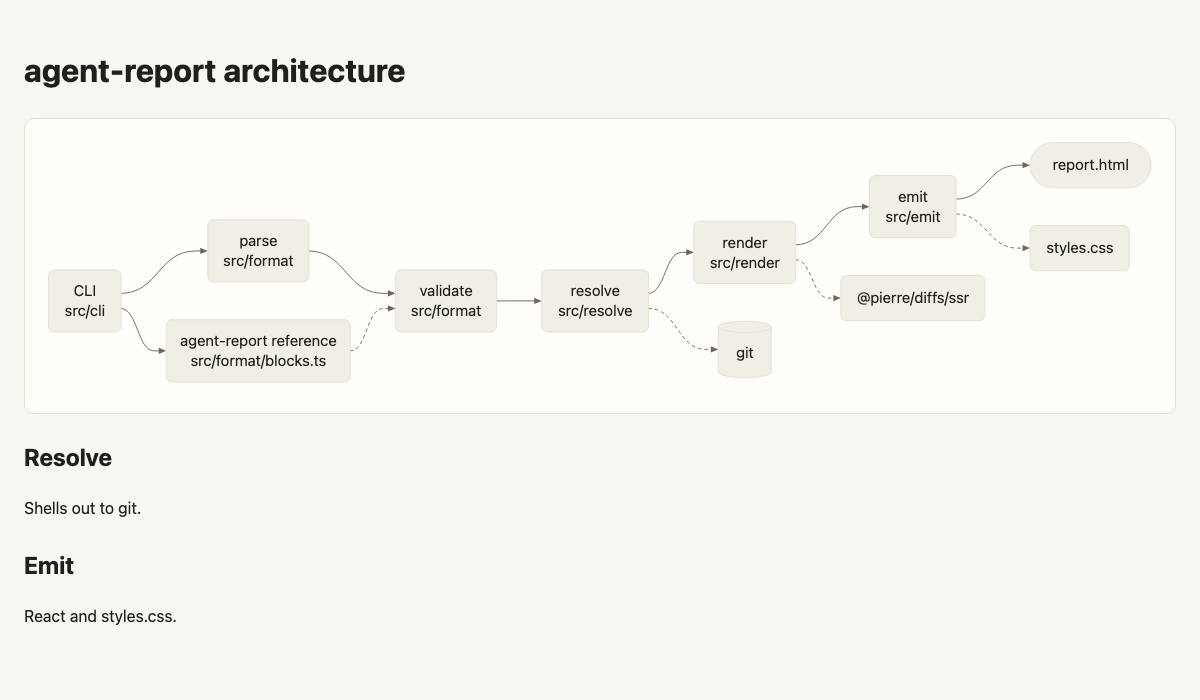 agent-report architecture
CLI
src/cli
parse
src/format
agent-report reference
src/format/blocks.ts
validate
src/format
resolve
src/resolve
render
src/render
git
emit
src/emit
@pierre/diffs/ssr
report.html
styles.css
Resolve
Shells out to git.
Emit
React and styles.css.